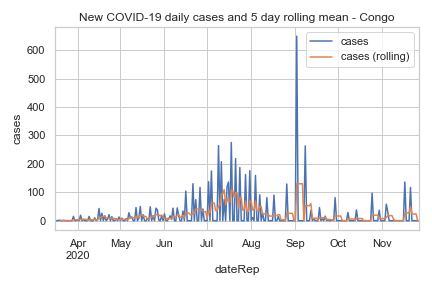 New COVID-19 daily cases and 5 day rolling mean - Congo
cases
cases (rolling)
600
500
400
300
200
100
0
cases
Apr
2020
May
Jun
Jul
Aug
Sep
Oct
Nov
dateRep